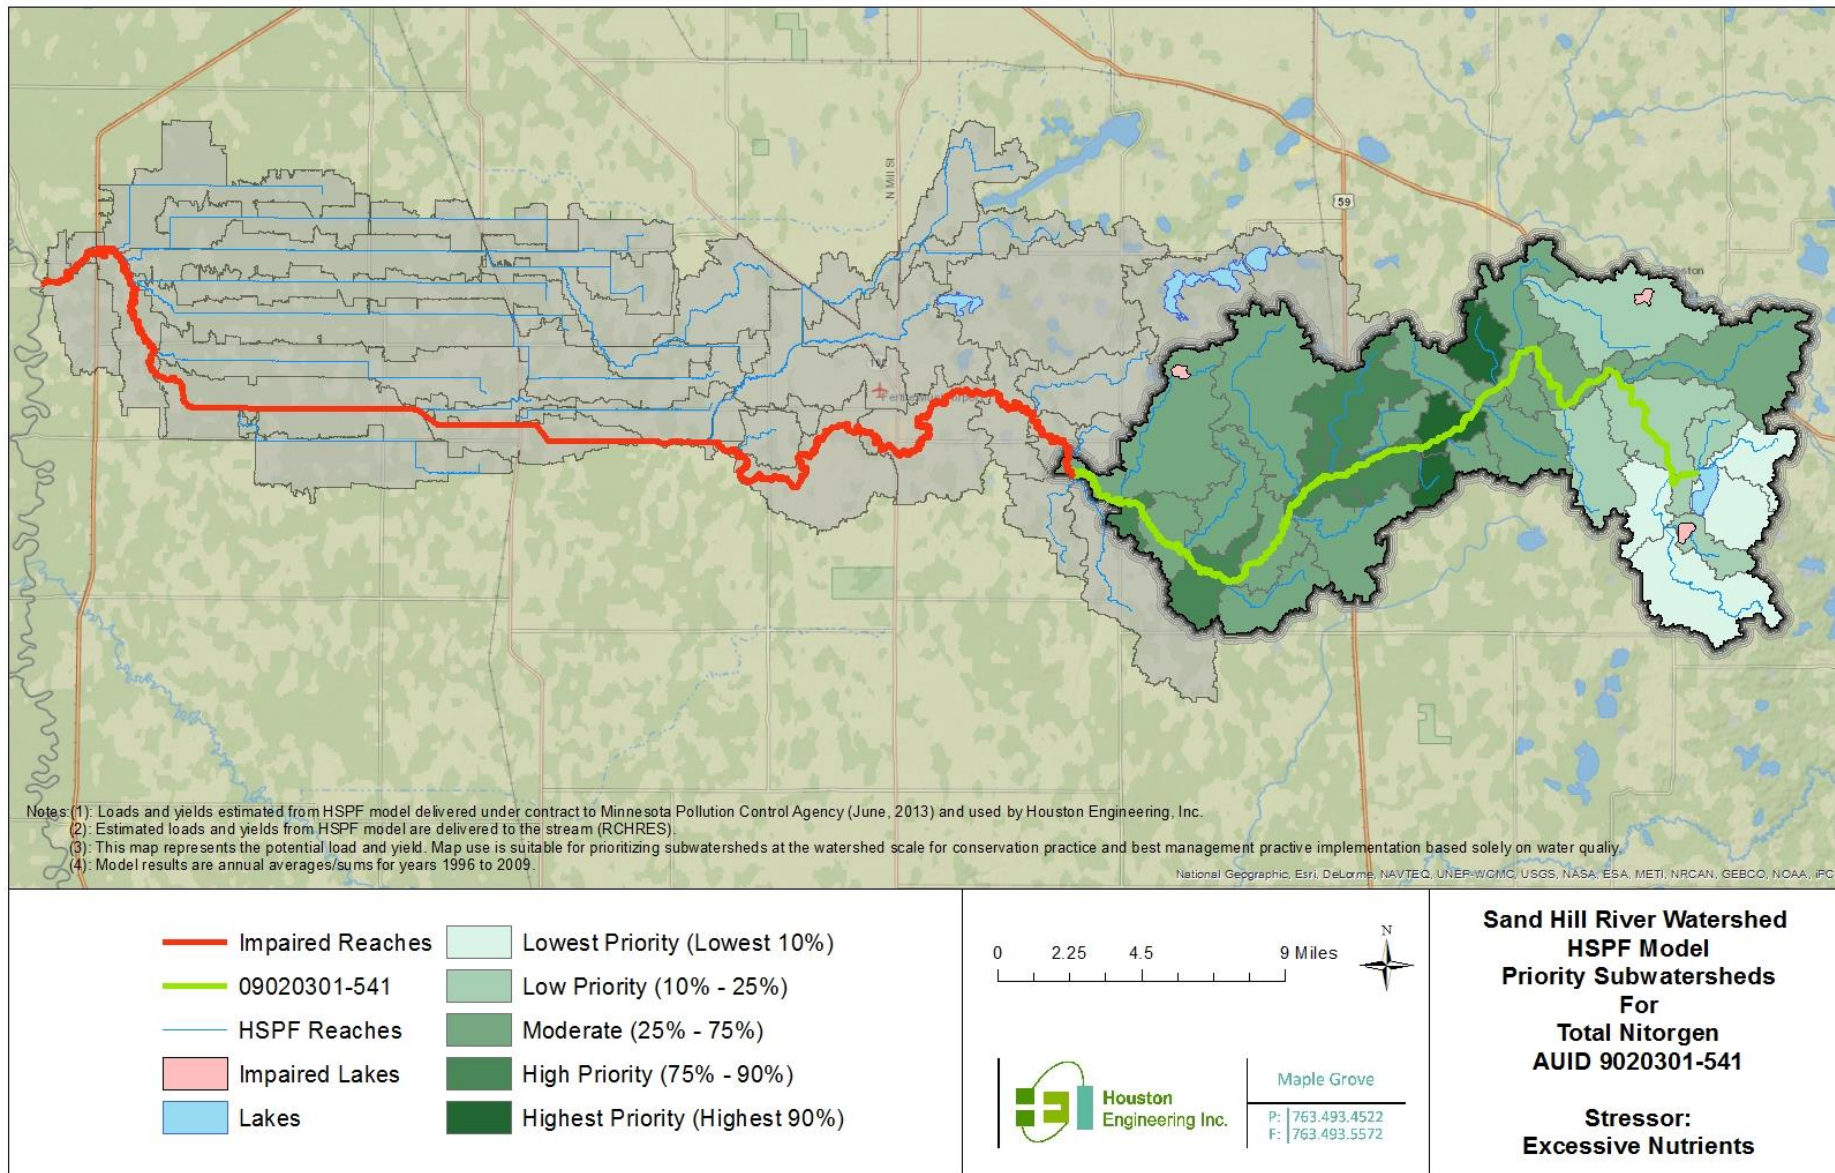 N Mill St
59
Notes:(1): Loads and yields estimated from HSPF model delivered under contract to Minnesota Pollution Control Agency (June, 2013) and used by Houston Engineering, Inc.
(2): Estimated loads and yields from HSPF model are delivered to the stream (RCHRES).
(3): This map represents the potential load and yield. Map use is suitable for prioritizing subwatersheds at the watershed scale for conservation practice and best management practive implementation based solely on water qualiy.
(4): Model results are annual averages/sums for years 1996 to 2009.
National Geographic, Esri, DeLorme, NAVTEQ, UNEP-WCMC, USGS, NASA, ESA, METI, NRCAN, GEBCO, NOAA, iPC
Impaired Reaches
09020301-541
HSPF Reaches
Impaired Lakes
Lakes
Lowest Priority (Lowest 10%)
Low Priority (10% - 25%)
Moderate (25% - 75%)
High Priority (75% - 90%)
Highest Priority (Highest 90%)
0 2.25 4.5 9 Miles
N
Houston
Engineering Inc.
Maple Grove
P: 763.493.4522
F: 763.493.5572
Sand Hill River Watershed
HSPF Model
Priority Subwatersheds
For
Total Nitorgen
AUID 9020301-541
Stressor:
Excessive Nutrients